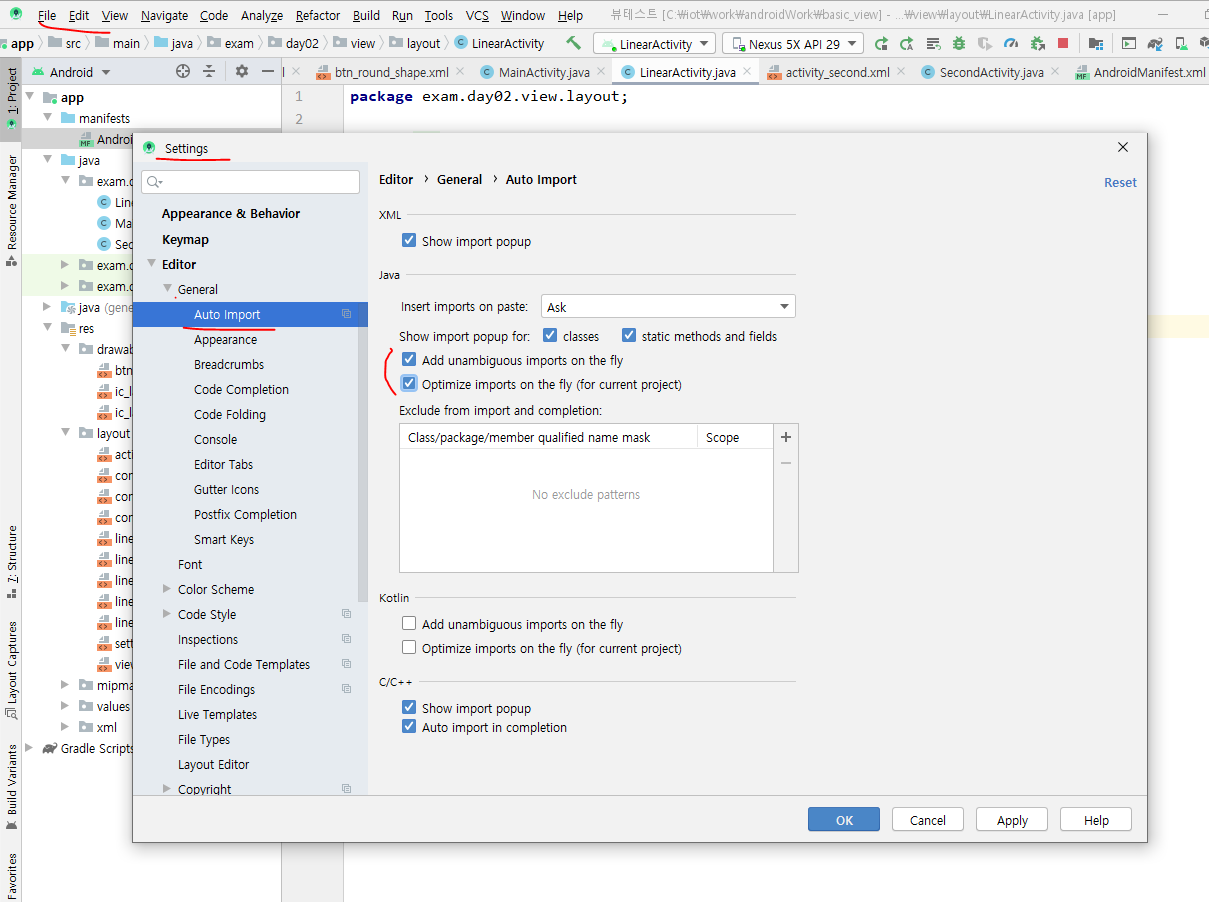 File Edit View Navigate Code Analyze Refactor Build Run Tools VCS Window Help 뷰테스트 [C:₩iot₩work₩androidWork₩basic_view] - ...₩view₩layout₩LinearActivity.java [app]
app src main java exam day02 view layout LinearActivity LinearActivity Nexus 5X API 29
Android btn_round_shape.xml MainActivity.java LinearActivity.java activity_second.xml SecondActivity.java AndroidManifest.xml
1: Project
Resource Manager
7: Structure
Layout Captures
Build Variants
Favorites
app
manifests
Androi
java
exam.
Lin
Ma
Sec
exam.
exam.
java (gene
res
drawab
btn
ic_l
ic_l
layout
acti
con
con
con
line
line
line
line
line
sett
view
mipma
values
xml
Gradle Scripts
1 package exam.day02.view.layout;
2
Settings
Appearance & Behavior
Keymap
Editor
General
Auto Import
Appearance
Breadcrumbs
Code Completion
Code Folding
Console
Editor Tabs
Gutter Icons
Postfix Completion
Smart Keys
Font
Color Scheme
Code Style
Inspections
File and Code Templates
File Encodings
Live Templates
File Types
Layout Editor
Copyright
Editor › General › Auto Import
Reset
XML
Show import popup
Java
Insert imports on paste: Ask
Show import popup for: classes static methods and fields
Add unambiguous imports on the fly
Optimize imports on the fly (for current project)
Exclude from import and completion:
Class/package/member qualified name mask Scope
No exclude patterns
Kotlin
Add unambiguous imports on the fly
Optimize imports on the fly (for current project)
C/C++
Show import popup
Auto import in completion
OK Cancel Apply Help